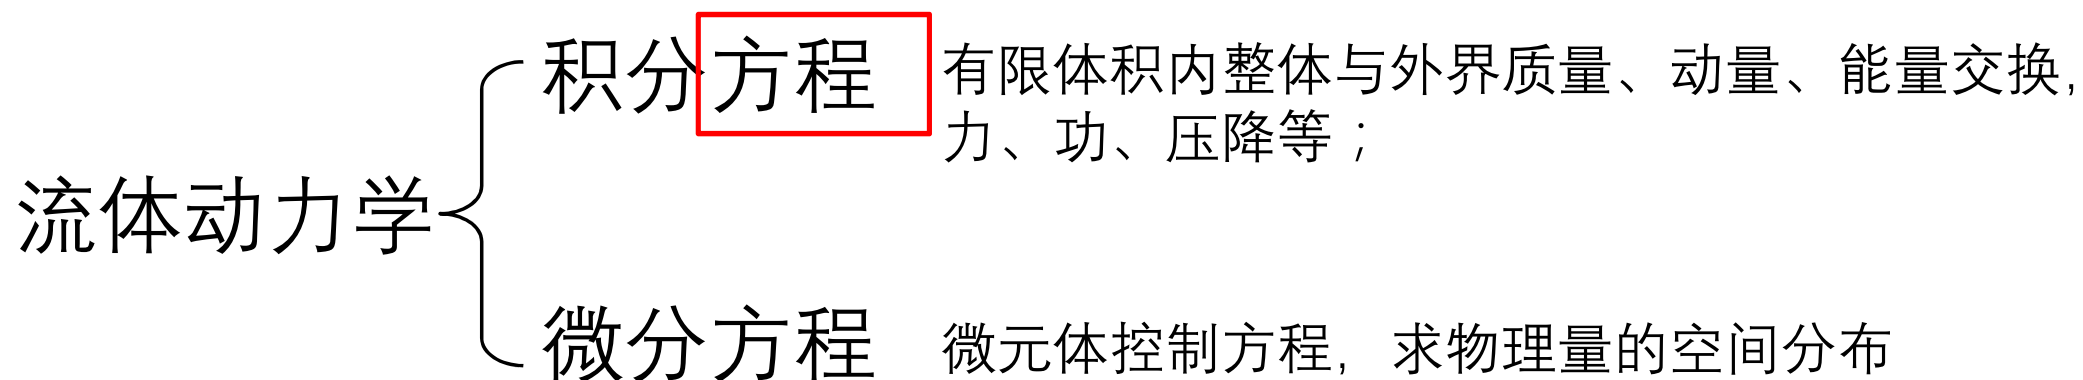 积分方程 有限体积内整体与外界质量、动量、能量交换,
力、功、压降等；
流体动力学
微分方程 微元体控制方程, 求物理量的空间分布